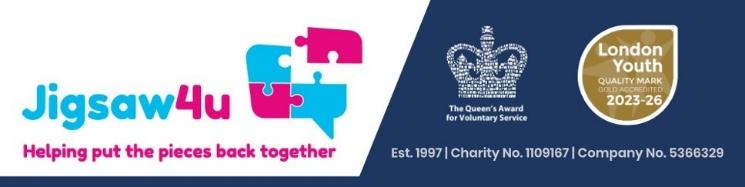 Jigsaw4u
Helping put the pieces back together
The Queen's Award
for Voluntary Service
London
Youth
QUALITY MARK
GOLD ACCREDITED
2023-26
Est. 1997 | Charity No. 1109167 | Company No. 5366329